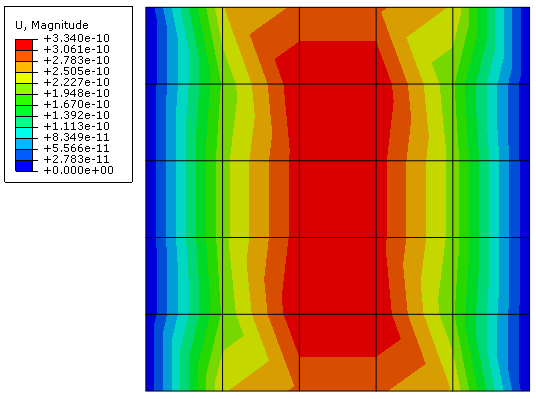 U, Magnitude
+3.340e-10
+3.061e-10
+2.783e-10
+2.505e-10
+2.227e-10
+1.948e-10
+1.670e-10
+1.392e-10
+1.113e-10
+8.349e-11
+5.566e-11
+2.783e-11
+0.000e+00